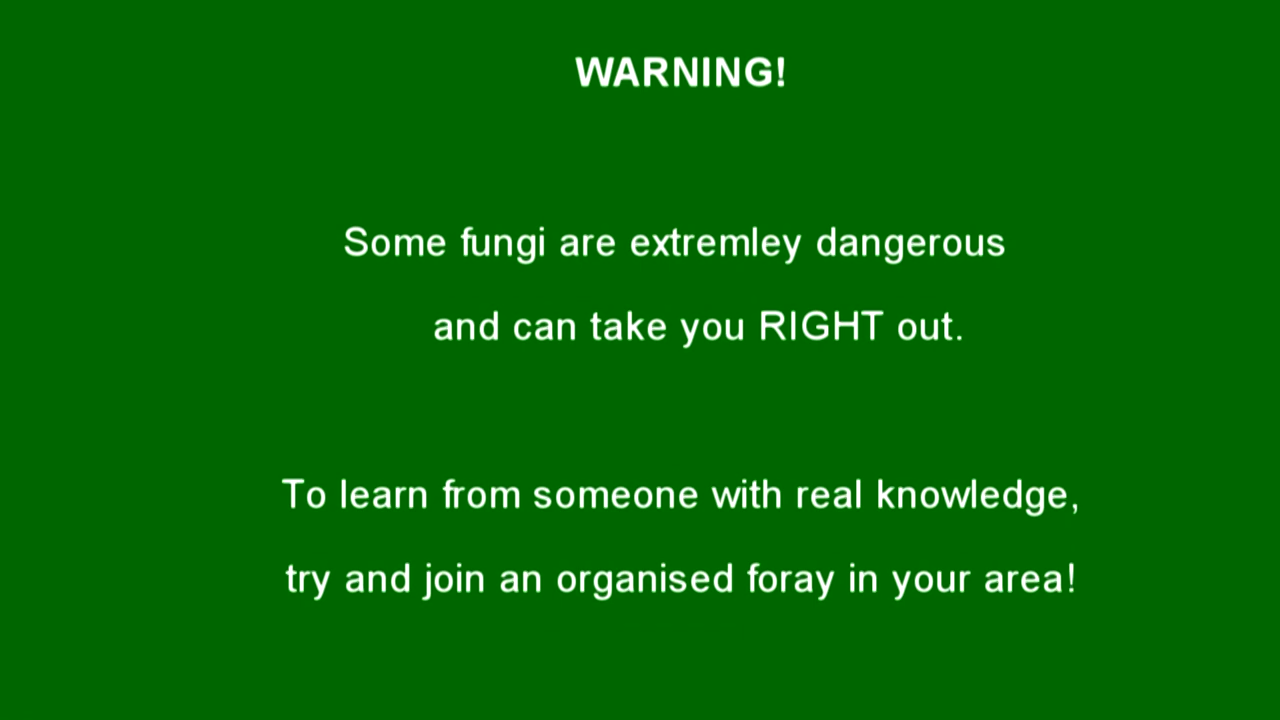 WARNING!
Some fungi are extremley dangerous
and can take you RIGHT out.
To learn from someone with real knowledge,
try and join an organised foray in your area!